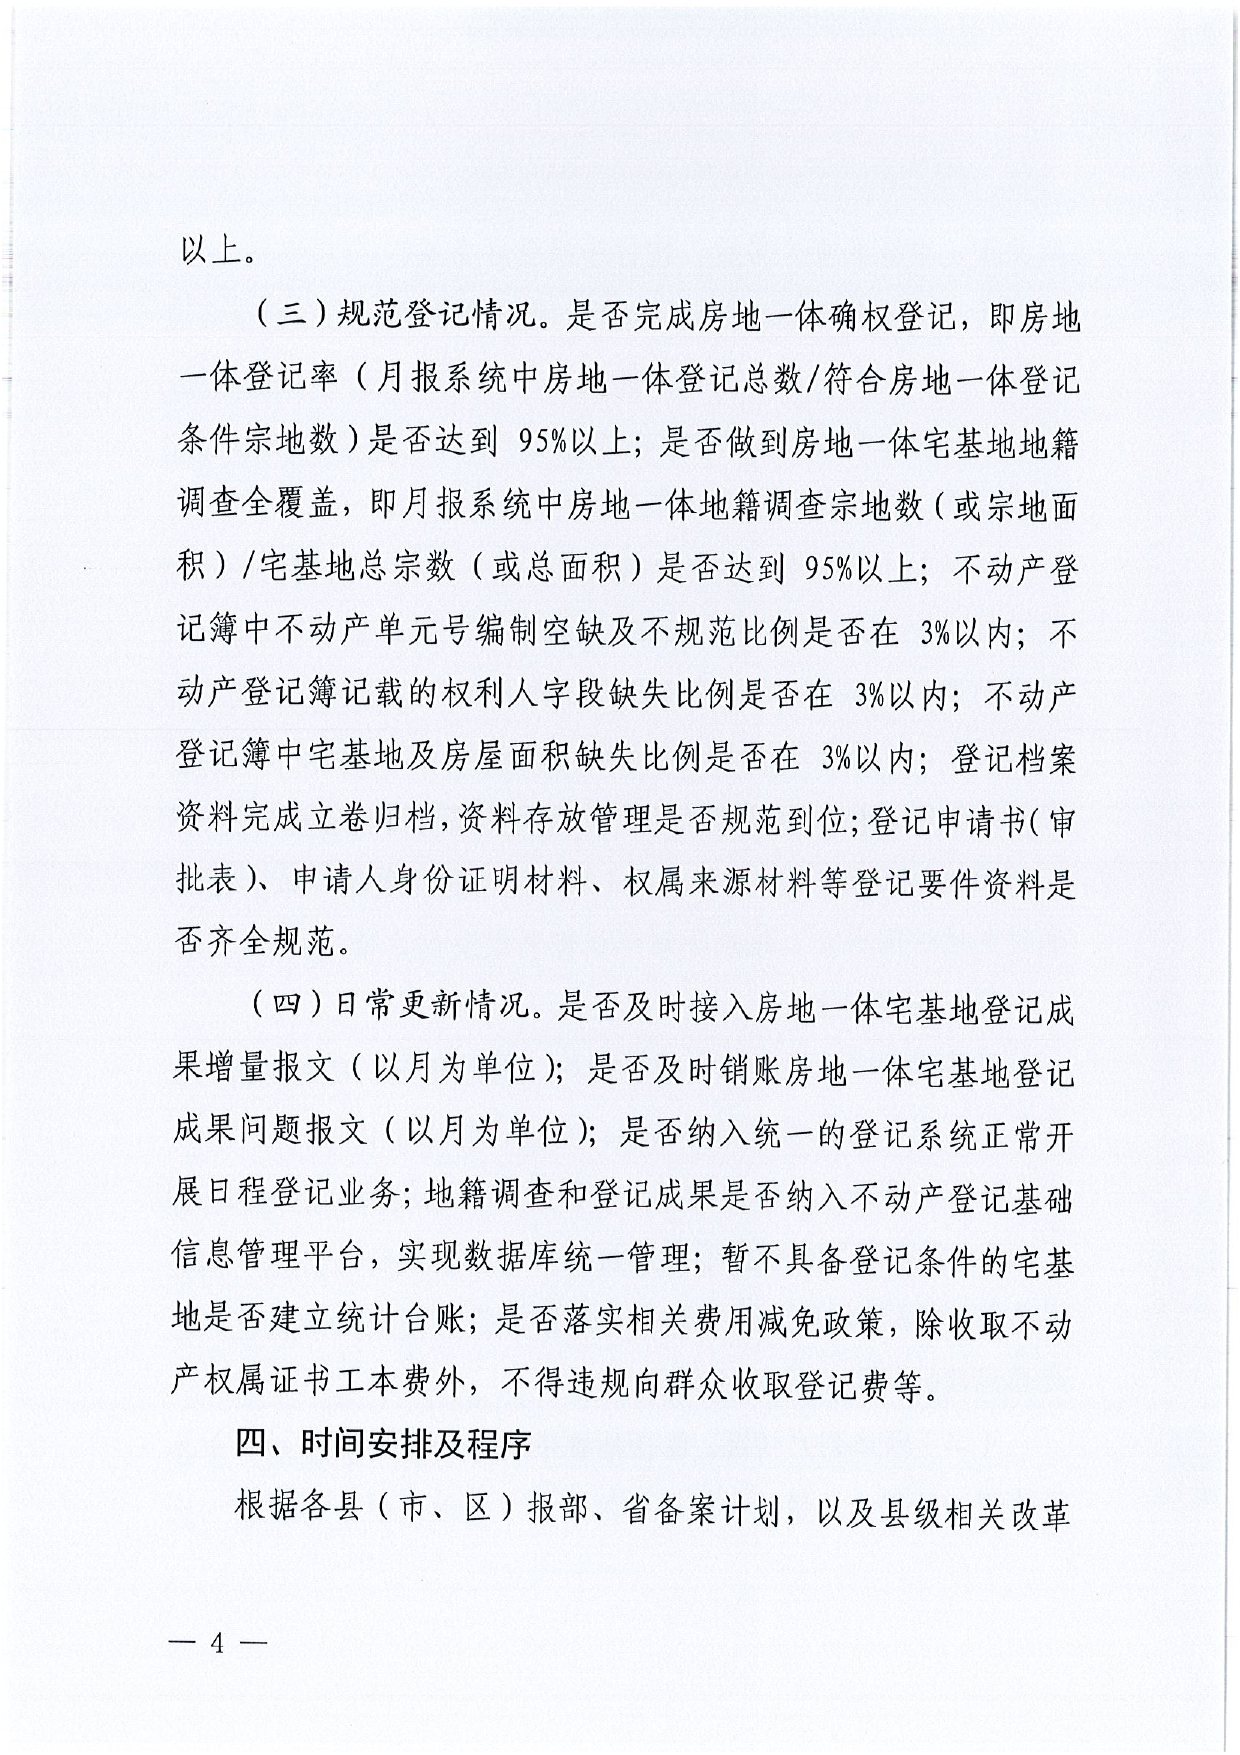 以上。
（三）规范登记情况。是否完成房地一体确权登记，即房地
一体登记率（月报系统中房地一体登记总数/符合房地一体登记
条件宗地数）是否达到 95%以上；是否做到房地一体宅基地地籍
调查全覆盖，即月报系统中房地一体地籍调查宗地数（或宗地面
积）/宅基地总宗数（或总面积）是否达到 95%以上；不动产登
记簿中不动产单元号编制空缺及不规范比例是否在 3%以内；不
动产登记簿记载的权利人字段缺失比例是否在 3%以内；不动产
登记簿中宅基地及房屋面积缺失比例是否在 3%以内；登记档案
资料完成立卷归档，资料存放管理是否规范到位；登记申请书（审
批表）、申请人身份证明材料、权属来源材料等登记要件资料是
否齐全规范。
（四）日常更新情况。是否及时接入房地一体宅基地登记成
果增量报文（以月为单位）；是否及时销账房地一体宅基地登记
成果问题报文（以月为单位）；是否纳入统一的登记系统正常开
展日程登记业务；地籍调查和登记成果是否纳入不动产登记基础
信息管理平台，实现数据库统一管理；暂不具备登记条件的宅基
地是否建立统计台账；是否落实相关费用减免政策，除收取不动
产权属证书工本费外，不得违规向群众收取登记费等。
四、时间安排及程序
根据各县（市、区）报部、省备案计划，以及县级相关改革
— 4 —